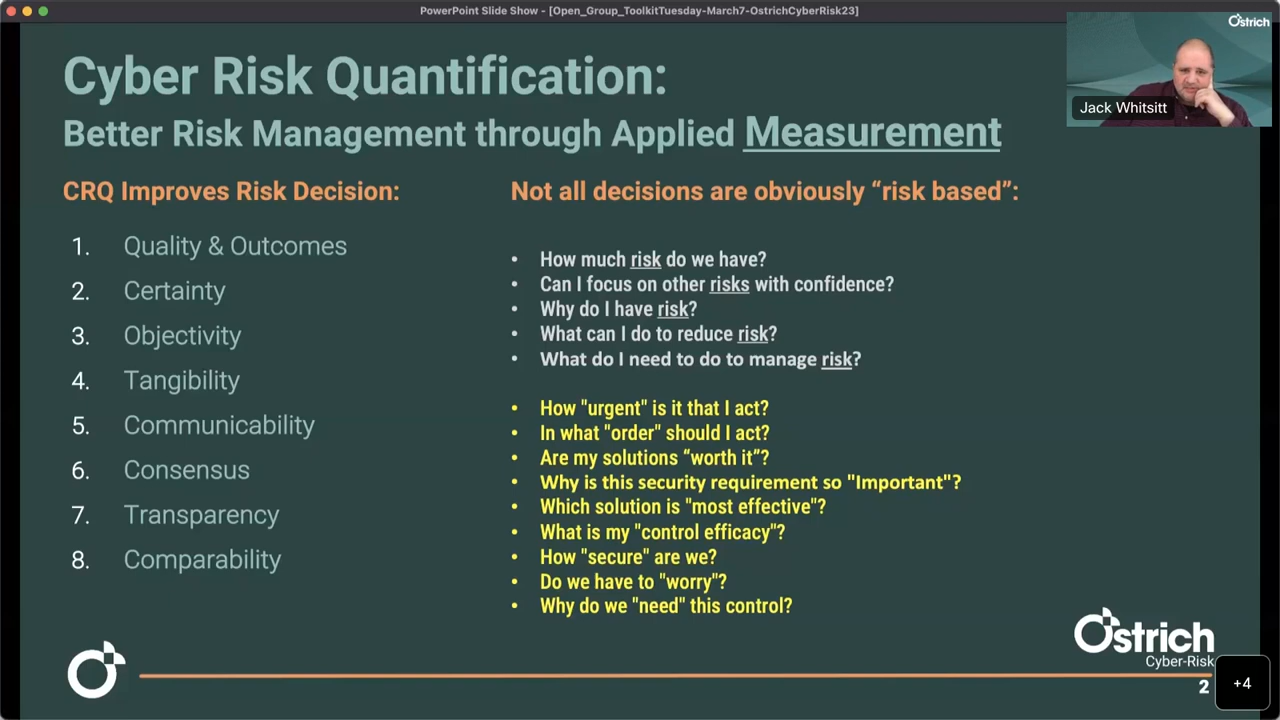 PowerPoint Slide Show - [Open_Group_ToolkitTuesday-March7-OstrichCyberRisk23]
Ostrich
Jack Whitsitt
Cyber Risk Quantification:
Better Risk Management through Applied Measurement
CRQ Improves Risk Decision:
1. Quality & Outcomes
2. Certainty
3. Objectivity
4. Tangibility
5. Communicability
6. Consensus
7. Transparency
8. Comparability
Not all decisions are obviously “risk based”:
• How much risk do we have?
• Can I focus on other risks with confidence?
• Why do I have risk?
• What can I do to reduce risk?
• What do I need to do to manage risk?
• How "urgent" is it that I act?
• In what "order" should I act?
• Are my solutions “worth it”?
• Why is this security requirement so "Important"?
• Which solution is "most effective"?
• What is my "control efficacy"?
• How "secure" are we?
• Do we have to "worry"?
• Why do we "need" this control?
Ostrich
Cyber-Risk
2
+4